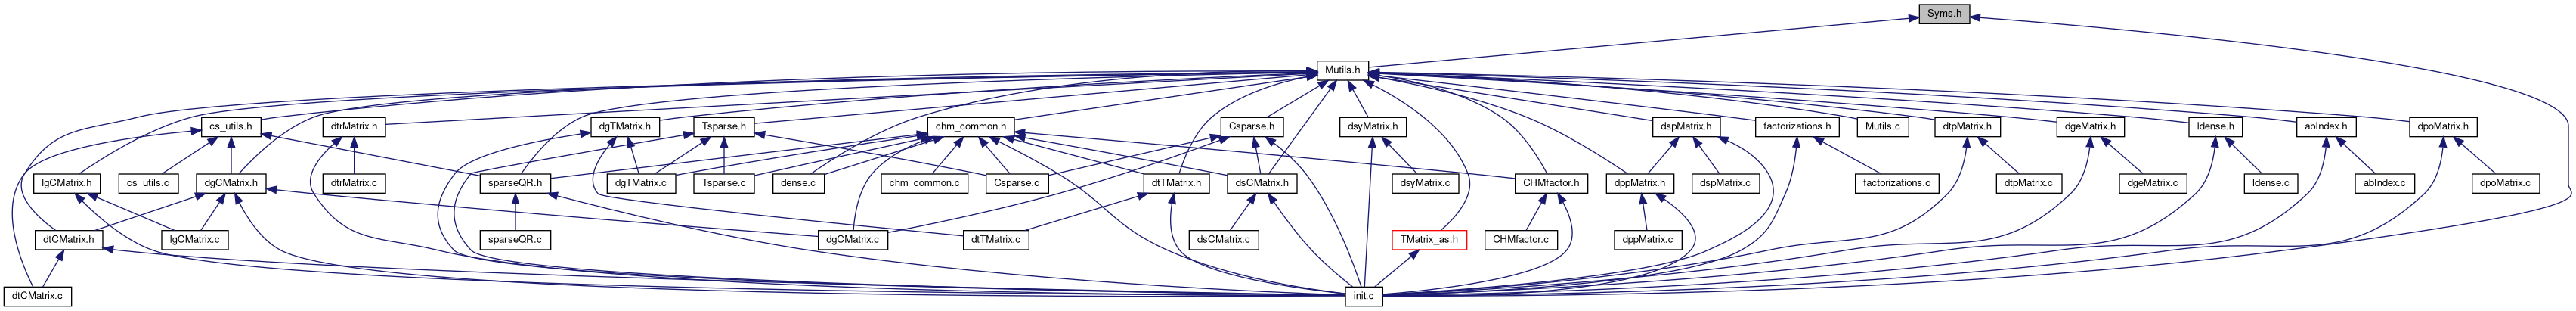 Syms.h
Mutils.h
cs_utils.h
dtrMatrix.h
dgTMatrix.h
Tsparse.h
chm_common.h
Csparse.h
dsyMatrix.h
dspMatrix.h
factorizations.h
Mutils.c
dtpMatrix.h
dgeMatrix.h
ldense.h
abIndex.h
dpoMatrix.h
lgCMatrix.h
cs_utils.c
dgCMatrix.h
dtrMatrix.c
sparseQR.h
dgTMatrix.c
Tsparse.c
dense.c
chm_common.c
Csparse.c
dtTMatrix.h
dsCMatrix.h
dsyMatrix.c
CHMfactor.h
dppMatrix.h
dspMatrix.c
factorizations.c
dtpMatrix.c
dgeMatrix.c
ldense.c
abIndex.c
dpoMatrix.c
dtCMatrix.h
lgCMatrix.c
sparseQR.c
dgCMatrix.c
dtTMatrix.c
dsCMatrix.c
TMatrix_as.h
CHMfactor.c
dppMatrix.c
dtCMatrix.c
init.c